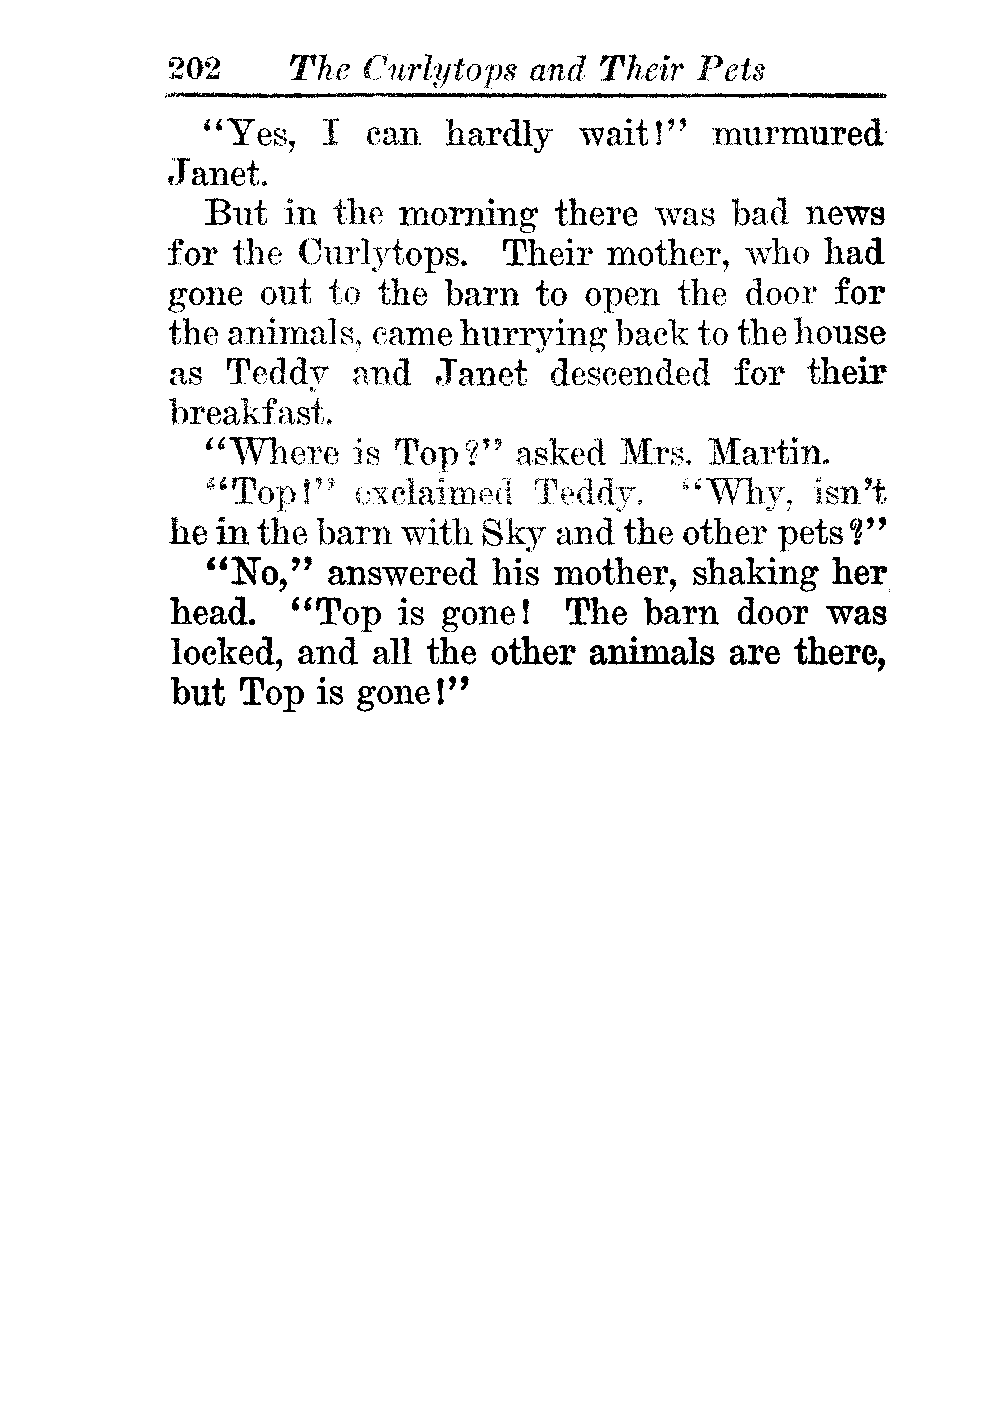 202 The Curlytops and Their Pets
"Yes, I can hardly wait!" murmured
Janet.
But in the morning there was bad news
for the Curlytops. Their mother, who had
gone out to the barn to open the door for
the animals, came hurrying back to the house
as Teddy and Janet descended for their
breakfast.
"Where is Top?" asked Mrs. Martin.
"Top!" exclaimed Teddy. "Why, isn't
he in the barn with Sky and the other pets?"
"No," answered his mother, shaking her
head. "Top is gone! The barn door was
locked, and all the other animals are there,
but Top is gone!"